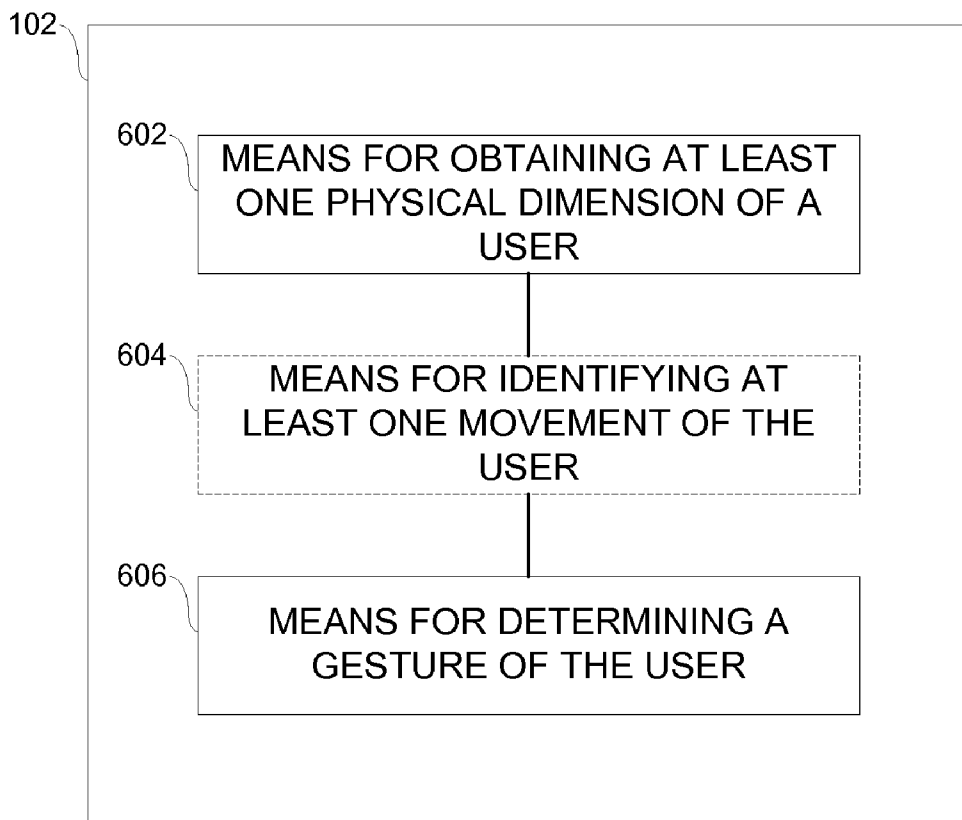 102
602
MEANS FOR OBTAINING AT LEAST
ONE PHYSICAL DIMENSION OF A
USER
604
MEANS FOR IDENTIFYING AT
LEAST ONE MOVEMENT OF THE
USER
606
MEANS FOR DETERMINING A
GESTURE OF THE USER